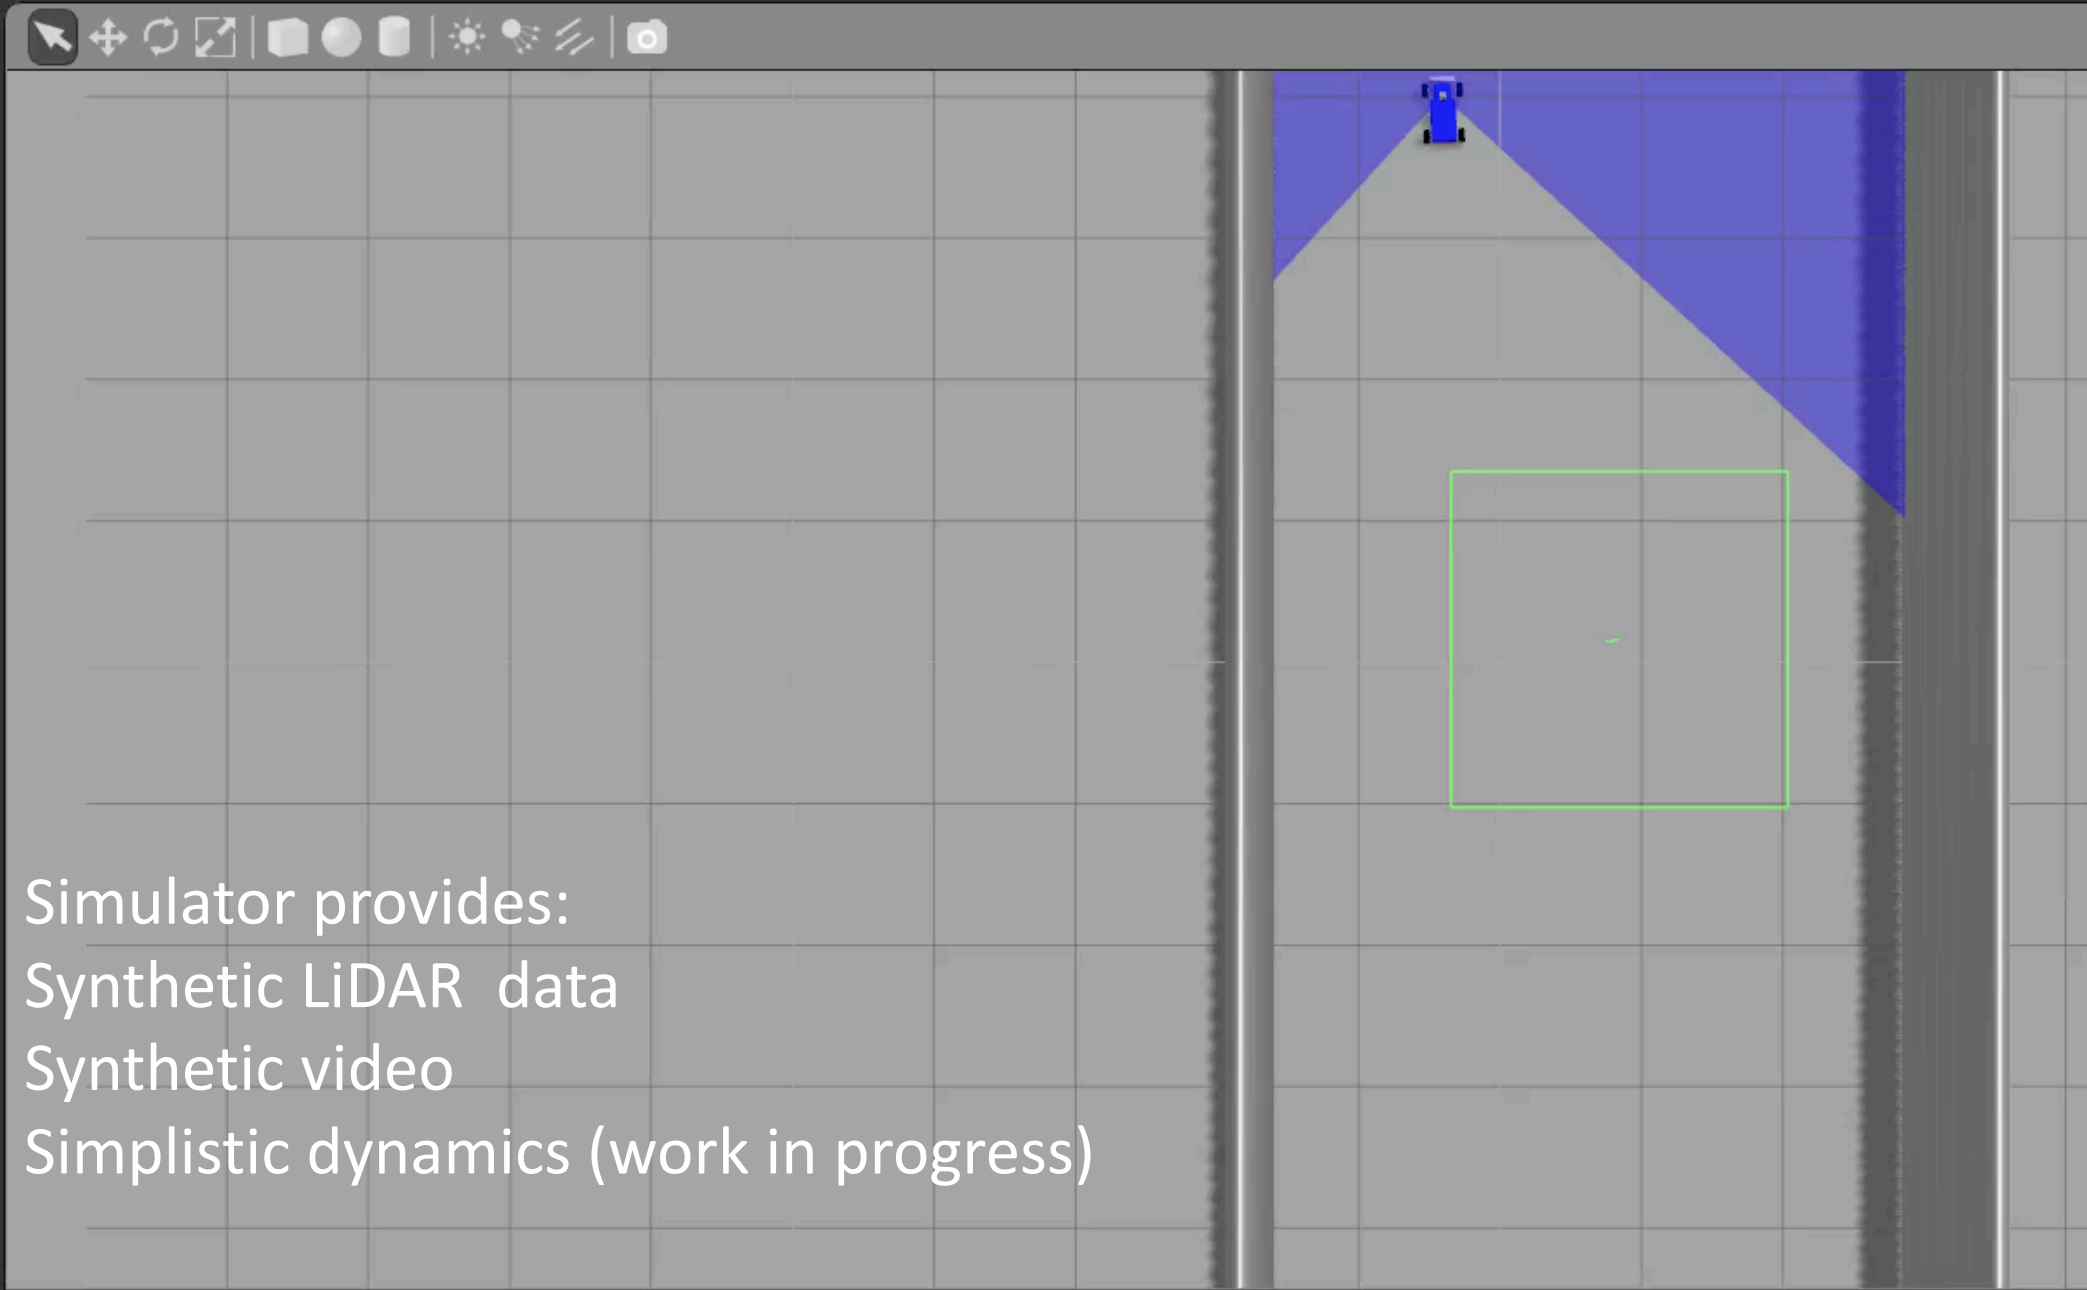 Simulator provides:
Synthetic LiDAR  data
Synthetic video
Simplistic dynamics (work in progress)